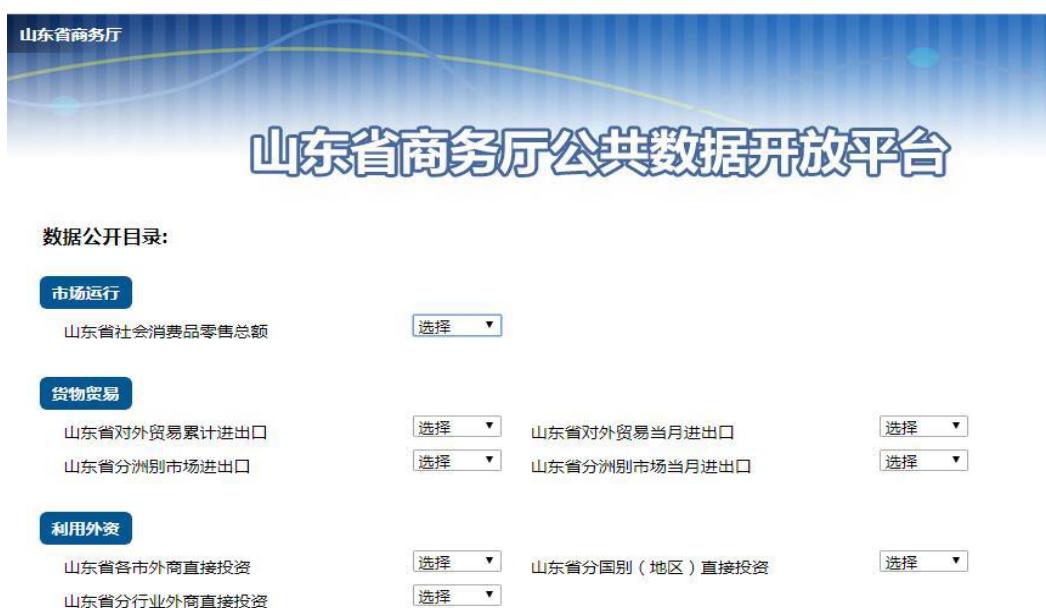 山东省商务厅
山东省商务厅公共数据开放平台
数据公开目录:
市场运行
山东省社会消费品零售总额 选择
货物贸易
山东省对外贸易累计进出口 选择 山东省对外贸易当月进出口 选择
山东省分洲别市场进出口 选择 山东省分洲别市场当月进出口 选择
利用外资
山东省各市外商直接投资 选择 山东省分国别（地区）直接投资 选择
山东省分行业外商直接投资 选择